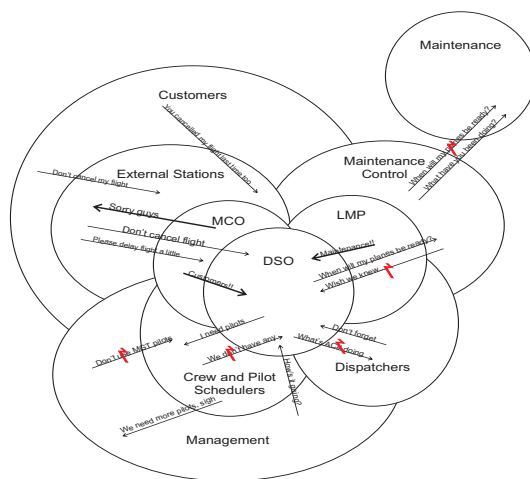 Maintenance
Customers
You cancelled my flight last time too
When will my planes be ready?
What have you been doing?
External Stations
Maintenance
Control
Don't cancel my flight
Sorry guys
MCO
LMP
Don't cancel flight
Please delay flight a little
DSO
Maintenance!!
When will my planes be ready?
Wish we knew
Customers!!
I need pilots
Don't forget
Don't use MGT pilots
We don't have any
What's AC doing
How's it going?
Crew and Pilot
Schedulers
Dispatchers
We need more pilots, sigh
Management